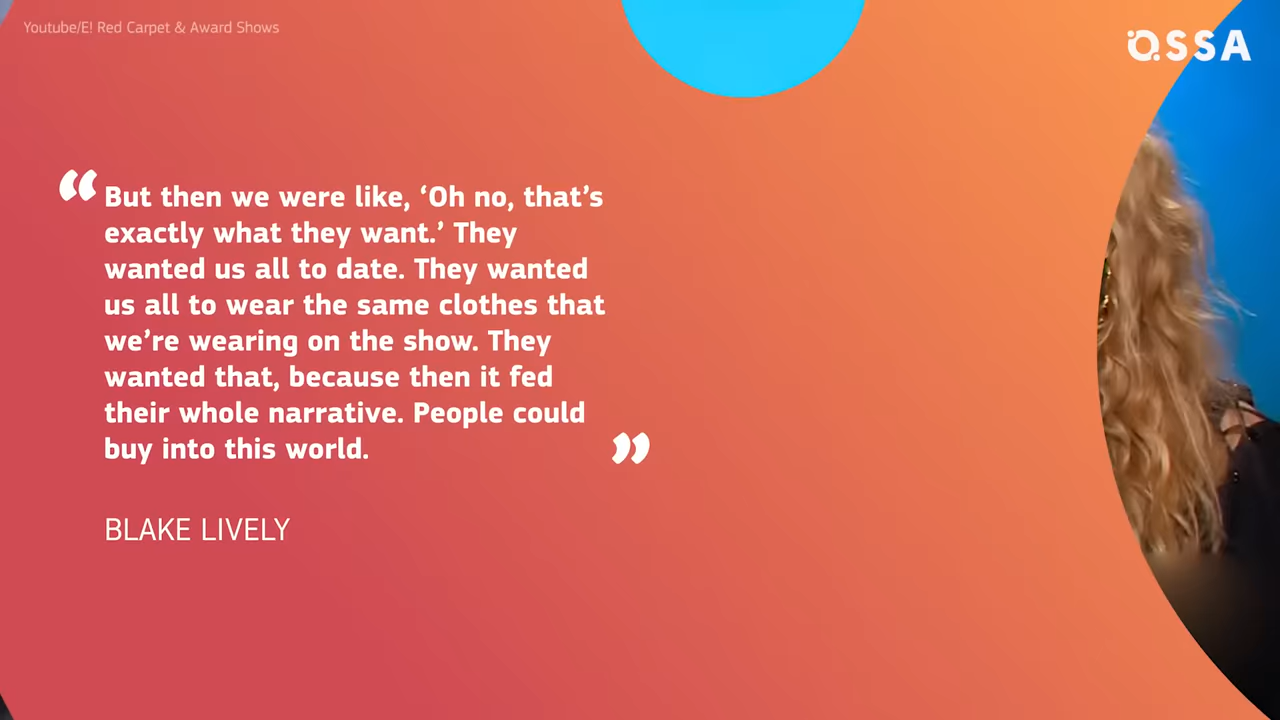 Youtube/E! Red Carpet & Award Shows
OSSA
“But then we were like, ‘Oh no, that’s
exactly what they want.’ They
wanted us all to date. They wanted
us all to wear the same clothes that
we’re wearing on the show. They
wanted that, because then it fed
their whole narrative. People could
buy into this world.”
BLAKE LIVELY